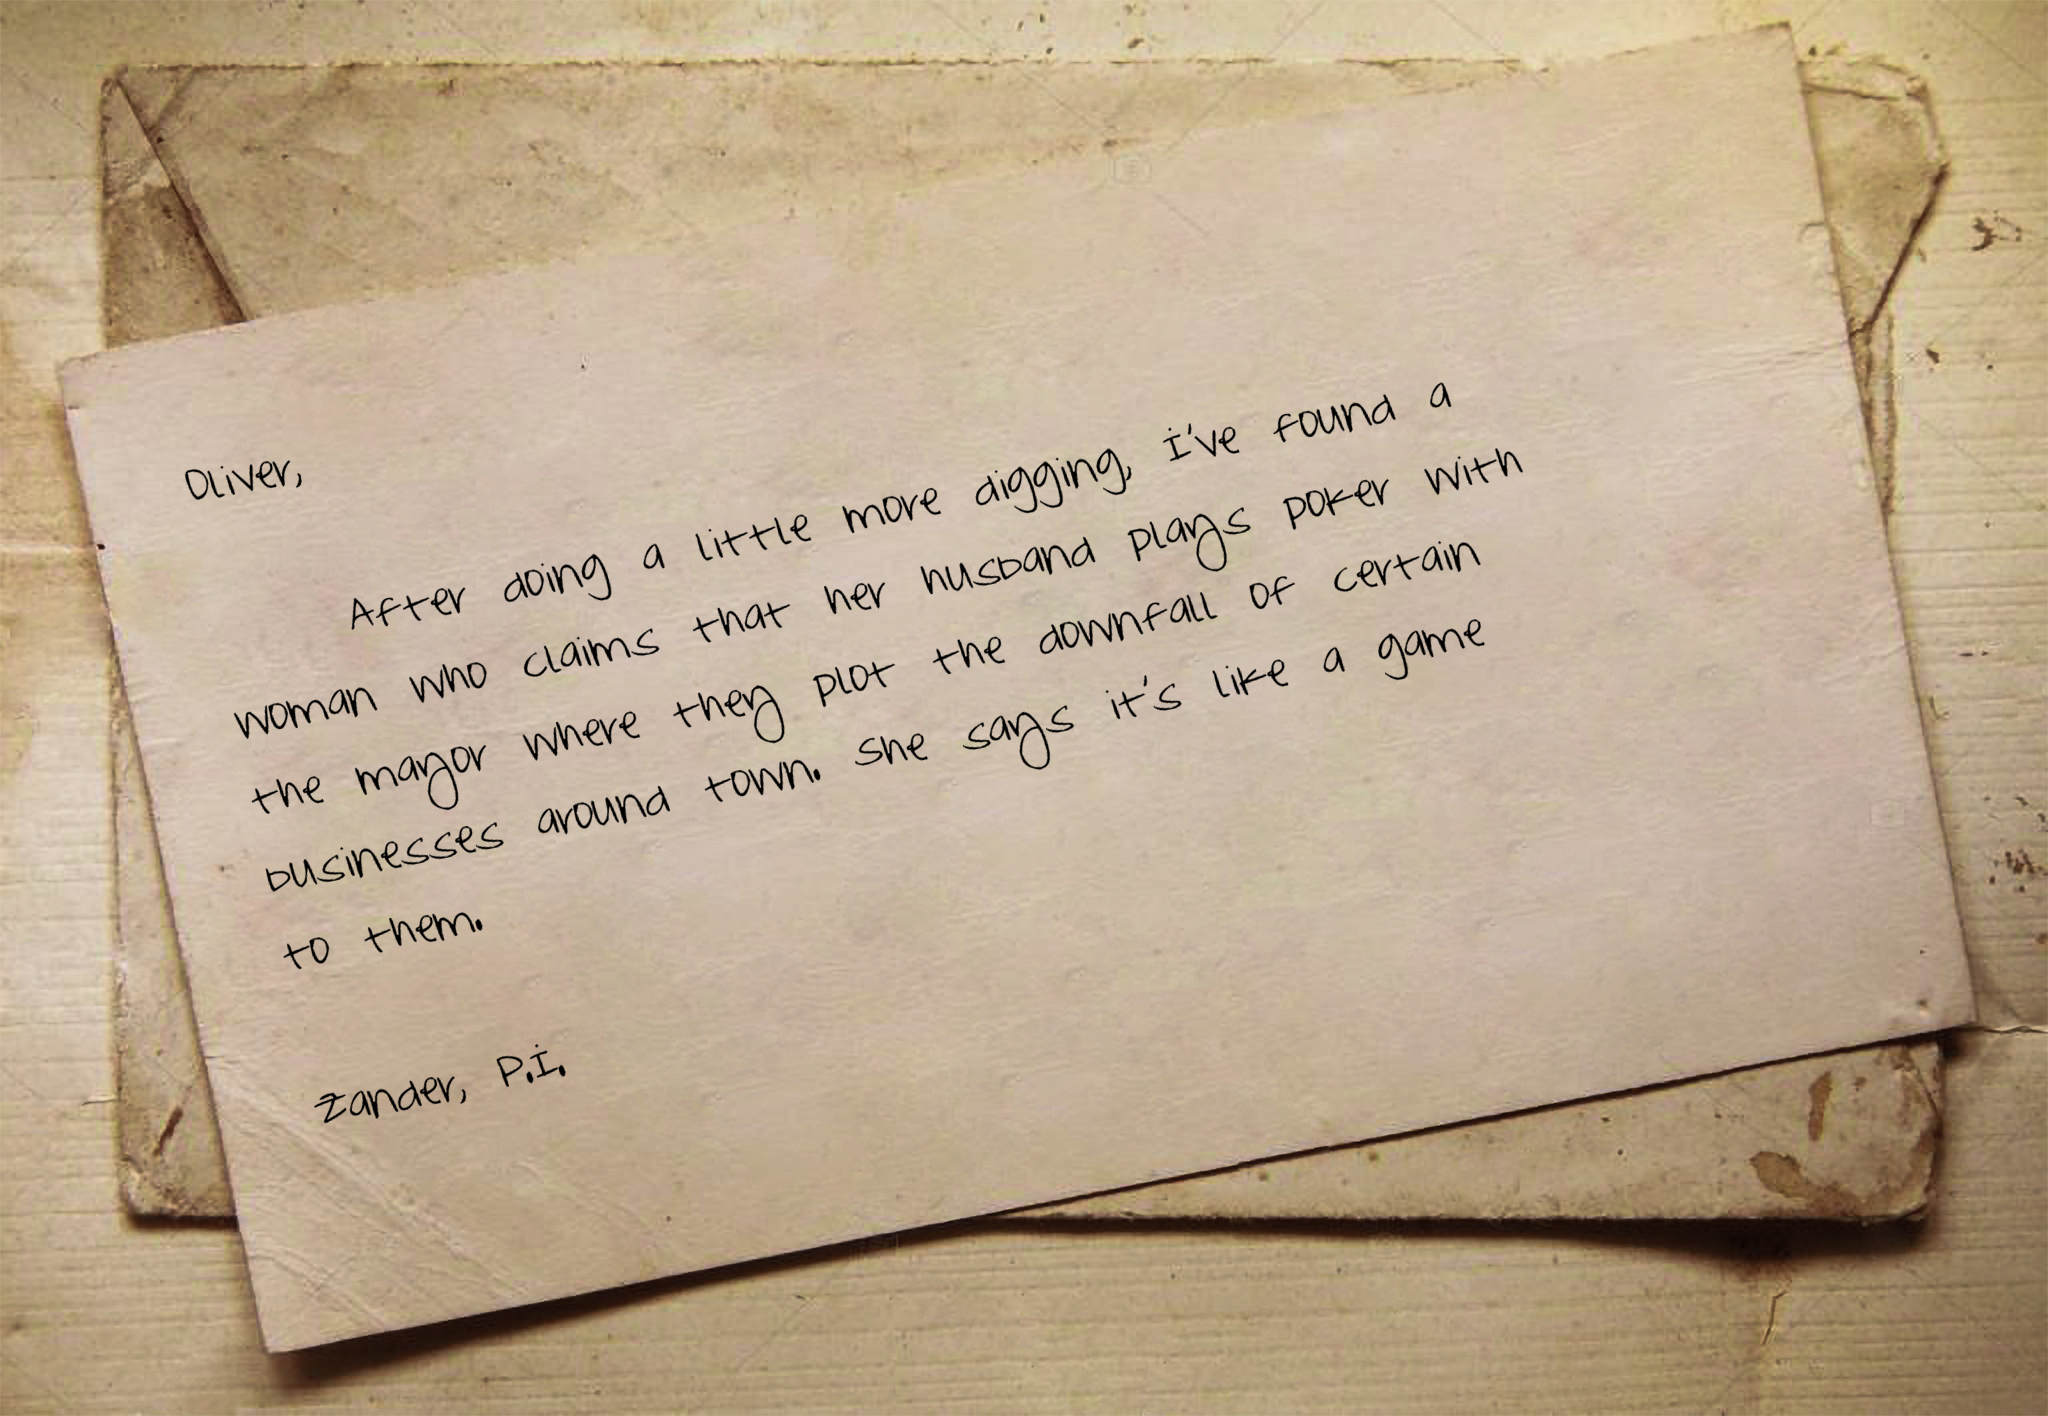 Oliver,
After doing a little more digging, I've found a
woman who claims that her husband plays poker with
the mayor where they plot the downfall of certain
businesses around town. She says it's like a game
to them.
Zander, P.I.